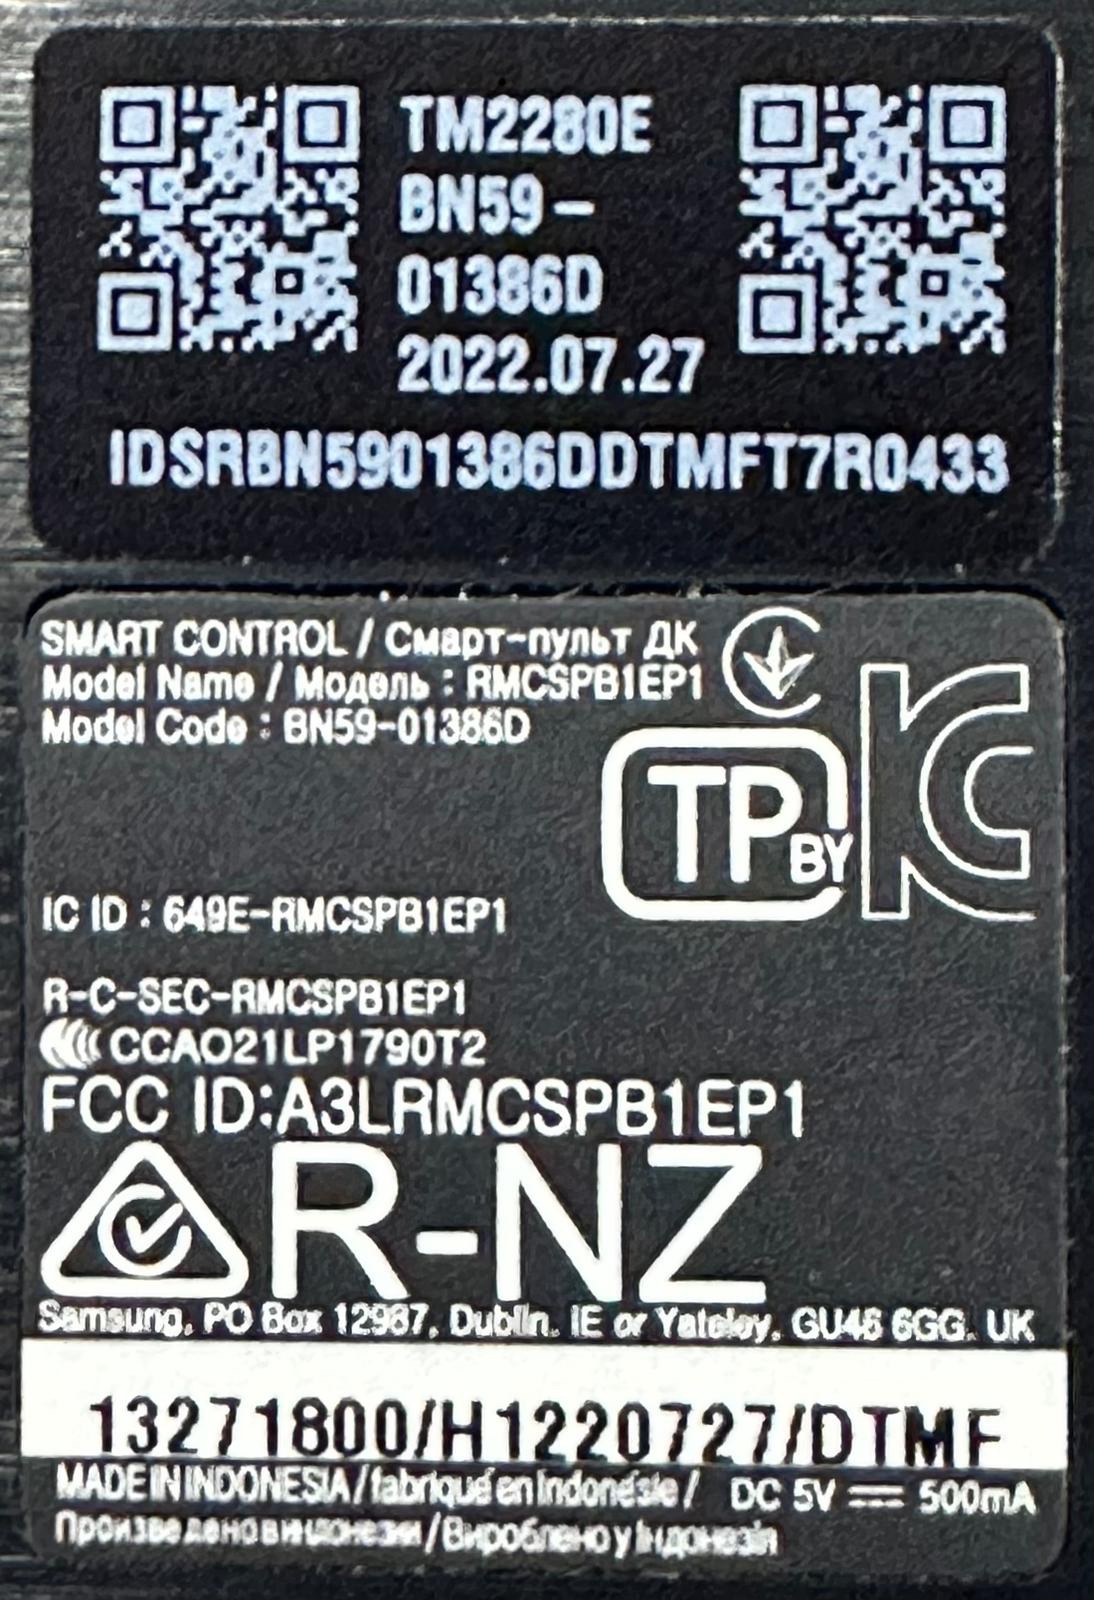 TM2280E
BN59-
01386D
2022.07.27
IDSRBN5901386DDTMFT7R0433
SMART CONTROL / Смарт-пульт ДК
Model Name / Модель : RMCSPB1EP1
Model Code : BN59-01386D
TP BY
IC ID : 649E-RMCSPB1EP1
R-C-SEC-RMCSPB1EP1
CCAO21LP1790T2
FCC ID:A3LRMCSPB1EP1
R-NZ
Samsung, PO Box 12987, Dublin. IE or Yateley, GU46 6GG. UK
13271800/H1220727/DTMF
MADE IN INDONESIA / fabriqué en Indonésie / DC 5V 500mA
Произведено в индонезии / Вироблено у Індонезія